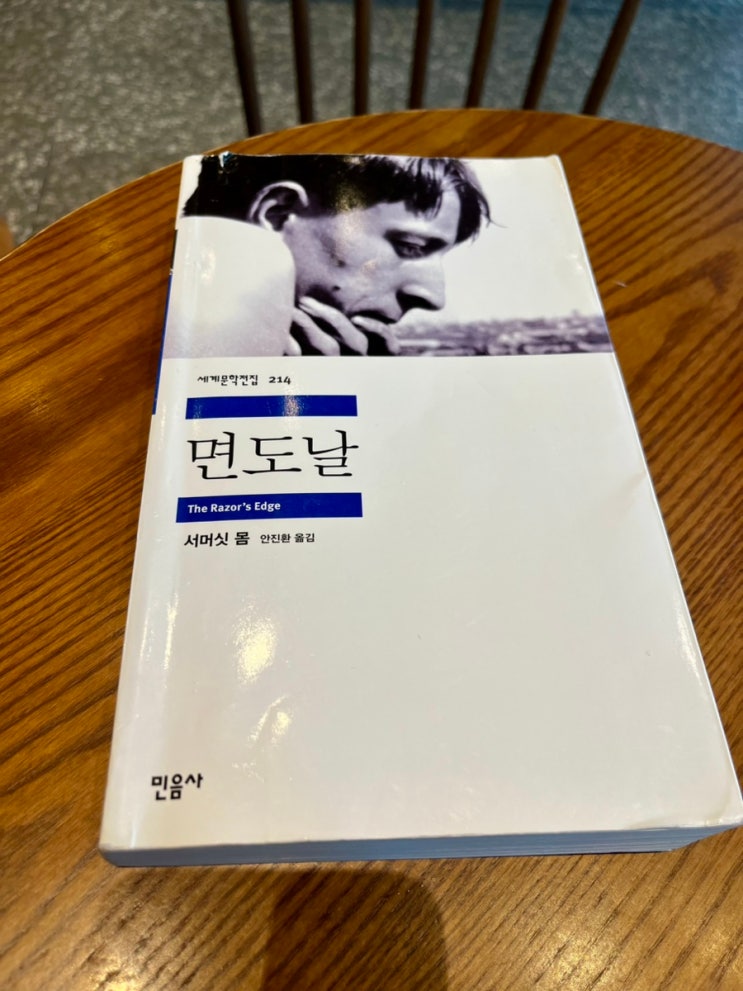 세계문학전집 214
면도날
The Razor's Edge
서머싯 몸 안진환 옮김
민음사